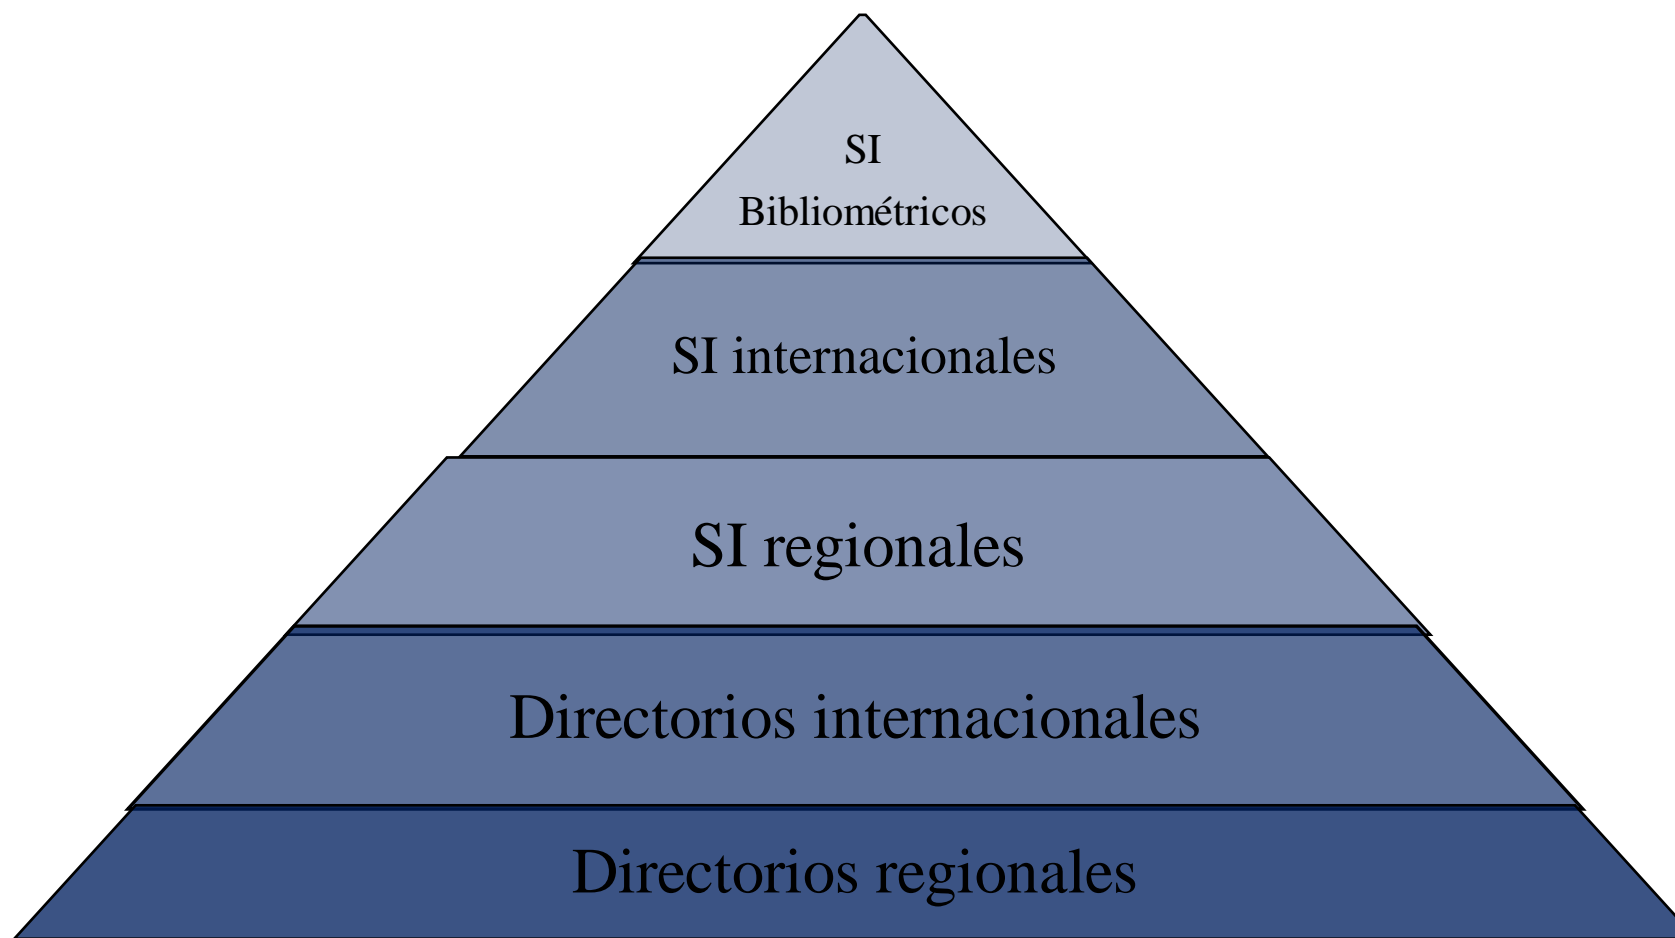 SI
Bibliométricos
SI internacionales
SI regionales
Directorios internacionales
Directorios regionales